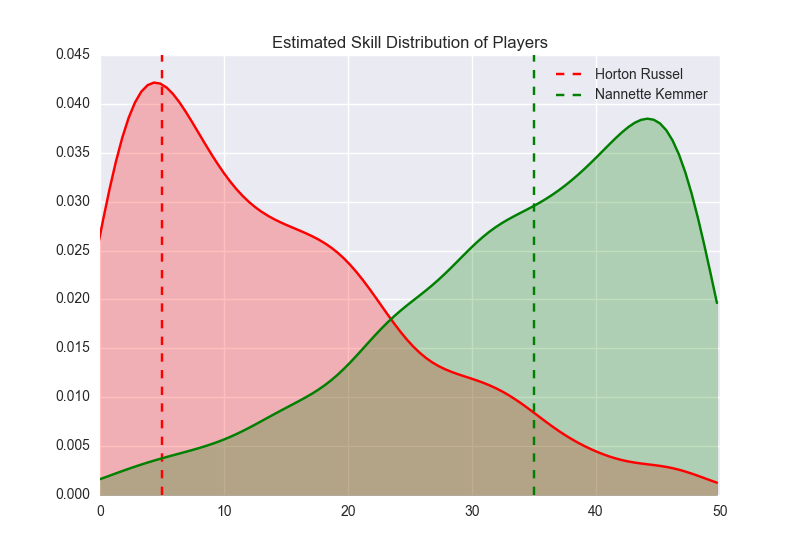 Estimated Skill Distribution of Players
Horton Russel
Nannette Kemmer
0.045
0.040
0.035
0.030
0.025
0.020
0.015
0.010
0.005
0.000
0 10 20 30 40 50